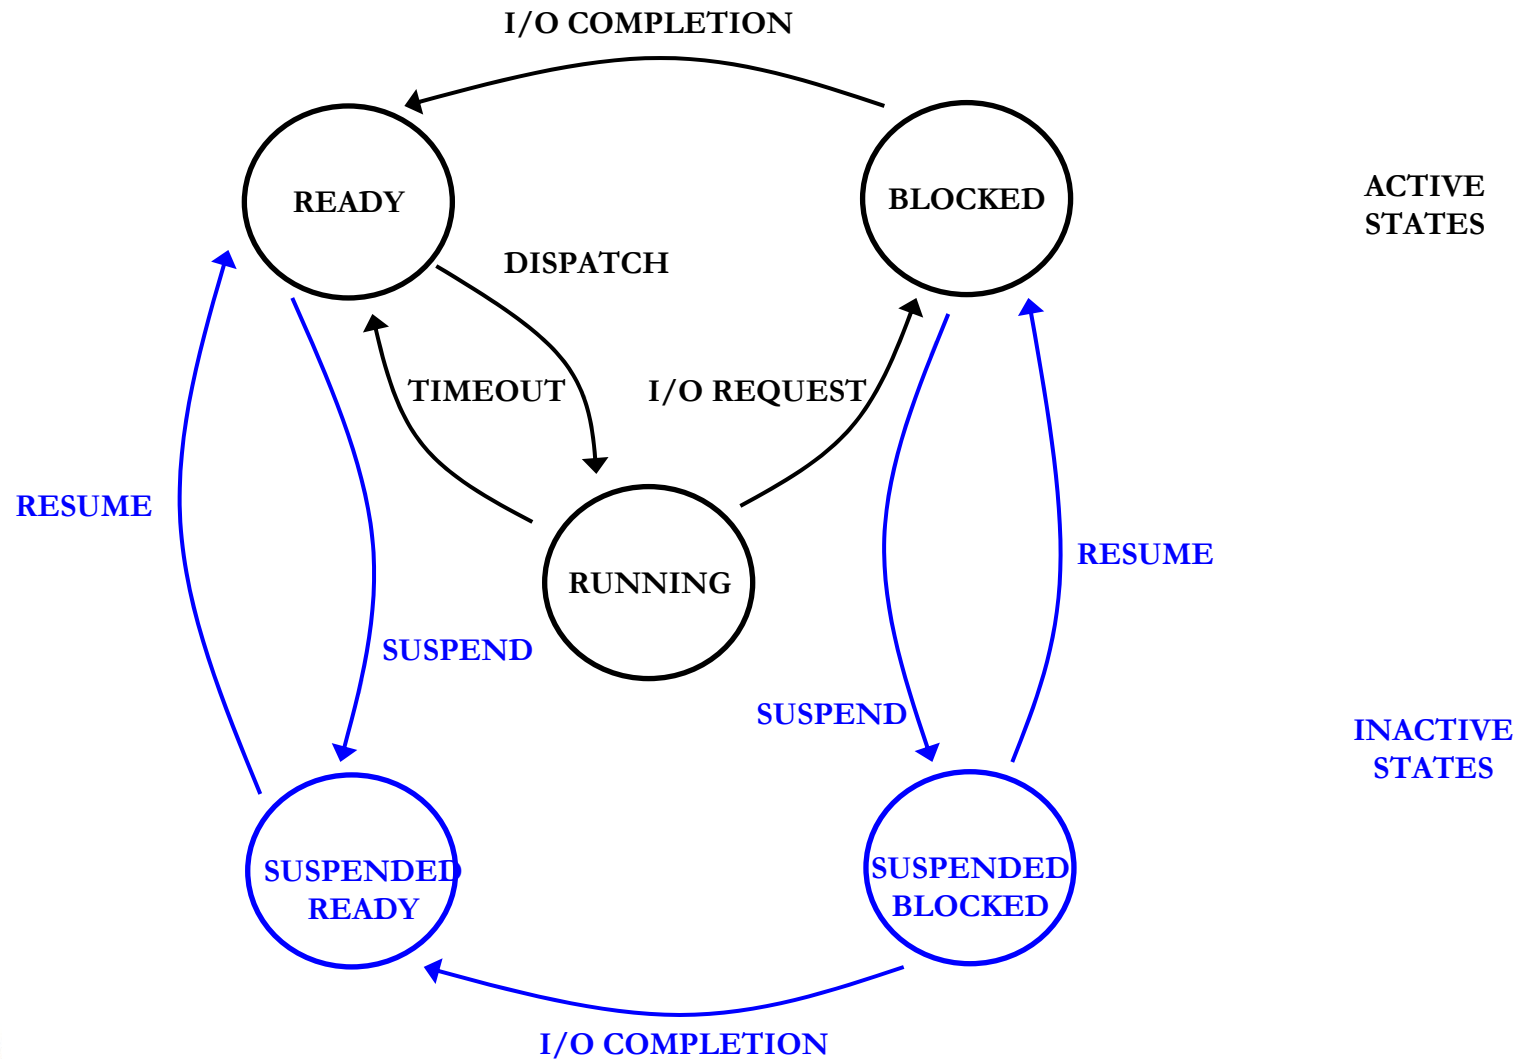 I/O COMPLETION
READY
BLOCKED
ACTIVE
STATES
DISPATCH
TIMEOUT
I/O REQUEST
RESUME
RESUME
RUNNING
SUSPEND
SUSPEND
INACTIVE
STATES
SUSPENDED
READY
SUSPENDED
BLOCKED
I/O COMPLETION